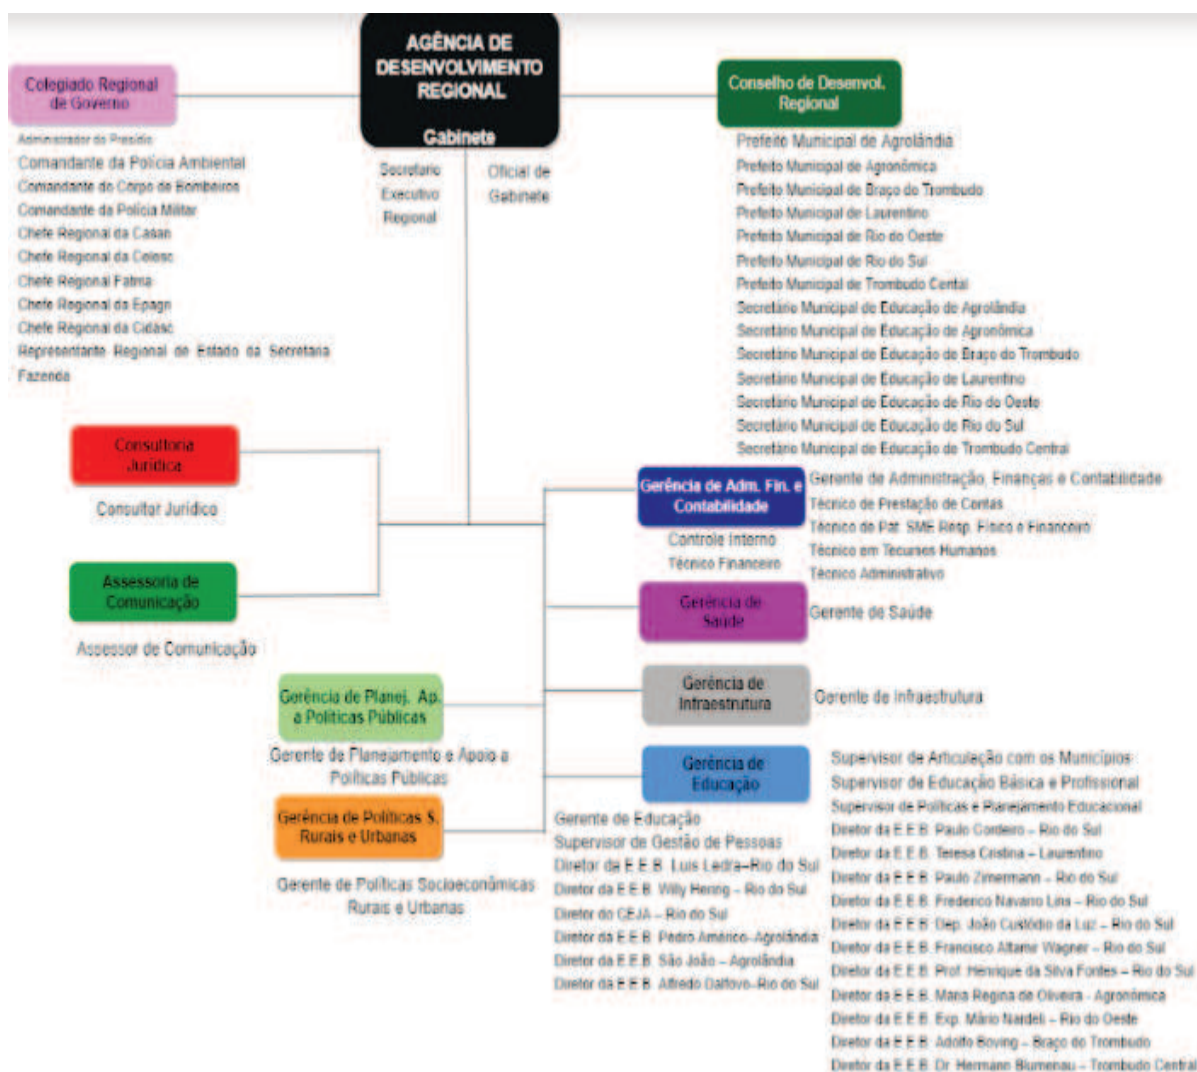 AGÊNCIA DE
DESENVOLVIMENTO
REGIONAL
Gabinete
Secretario
Executivo
Regional
Oficial de
Gabinete
Colegiado Regional
de Governo
Administrador do Presídio
Comandante da Polícia Ambiental
Comandante do Corpo de Bombeiros
Comandante da Polícia Militar
Chefe Regional da Casan
Chefe Regional da Celesc
Chefe Regional Fatma
Chefe Regional da Epagri
Chefe Regional da Cidasc
Representante Regional de Estado da Secretaria
Fazenda
Conselho de Desenvol.
Regional
Prefeito Municipal de Agrolândia
Prefeito Municipal de Agronômica
Prefeito Municipal de Braço do Trombudo
Prefeito Municipal de Laurentino
Prefeito Municipal de Rio do Oeste
Prefeito Municipal de Rio do Sul
Prefeito Municipal de Trombudo Cental
Secretário Municipal de Educação de Agrolândia
Secretário Municipal de Educação de Agronômica
Secretário Municipal de Educação de Braço do Trombudo
Secretário Municipal de Educação de Laurentino
Secretário Municipal de Educação de Rio do Oeste
Secretário Municipal de Educação de Rio do Sul
Secretário Municipal de Educação de Trombudo Central
Consultoria
Jurídica
Consultor Jurídico
Assessoria de
Comunicação
Assessor de Comunicação
Gerência de Adm. Fin. e
Contabilidade
Controle Interno
Técnico Financeiro
Gerente de Administração, Finanças e Contabilidade
Técnico de Prestação de Contas
Técnico de Pat. SME Resp. Físico e Financeiro
Técnico em Tecursos Humanos
Técnico Administrativo
Gerência de
Saúde
Gerente de Saúde
Gerência de
Infraestrutura
Gerente de Infraestrutura
Gerência de Planej. Ap.
a Políticas Públicas
Gerente de Planejamento e Apoio a
Políticas Públicas
Gerência de Políticas S.
Rurais e Urbanas
Gerente de Políticas Socioeconômicas
Rurais e Urbanas
Gerência de
Educação
Gerente de Educação
Supervisor de Gestão de Pessoas
Diretor da E.E.B. Luis Ledra–Rio do Sul
Diretor da E.E.B. Willy Hering – Rio do Sul
Diretor do CEJA – Rio do Sul
Diretor da E.E.B. Pedro Américo–Agrolândia
Diretor da E.E.B. São João – Agrolândia
Diretor da E.E.B. Alfredo Dalfovo–Rio do Sul
Supervisor de Articulação com os Municípios
Supervisor de Educação Básica e Profissional
Supervisor de Políticas e Planejamento Educacional
Diretor da E.E.B. Paulo Cordeiro – Rio do Sul
Diretor da E.E.B. Teresa Cristina – Laurentino
Diretor da E.E.B. Paulo Zimermann – Rio do Sul
Diretor da E.E.B. Frederico Navarro Lins – Rio do Sul
Diretor da E.E.B. Dep. João Custódio da Luz – Rio do Sul
Diretor da E.E.B. Francisco Altamir Wagner – Rio do Sul
Diretor da E.E.B. Prof. Henrique da Silva Fontes – Rio do Sul
Diretor da E.E.B. Maria Regina de Oliveira - Agronômica
Diretor da E.E.B. Exp. Mário Nardeli – Rio do Oeste
Diretor da E.E.B. Adolfo Boving – Braço do Trombudo
Diretor da E.E.B. Dr. Hermann Blumenau – Trombudo Central